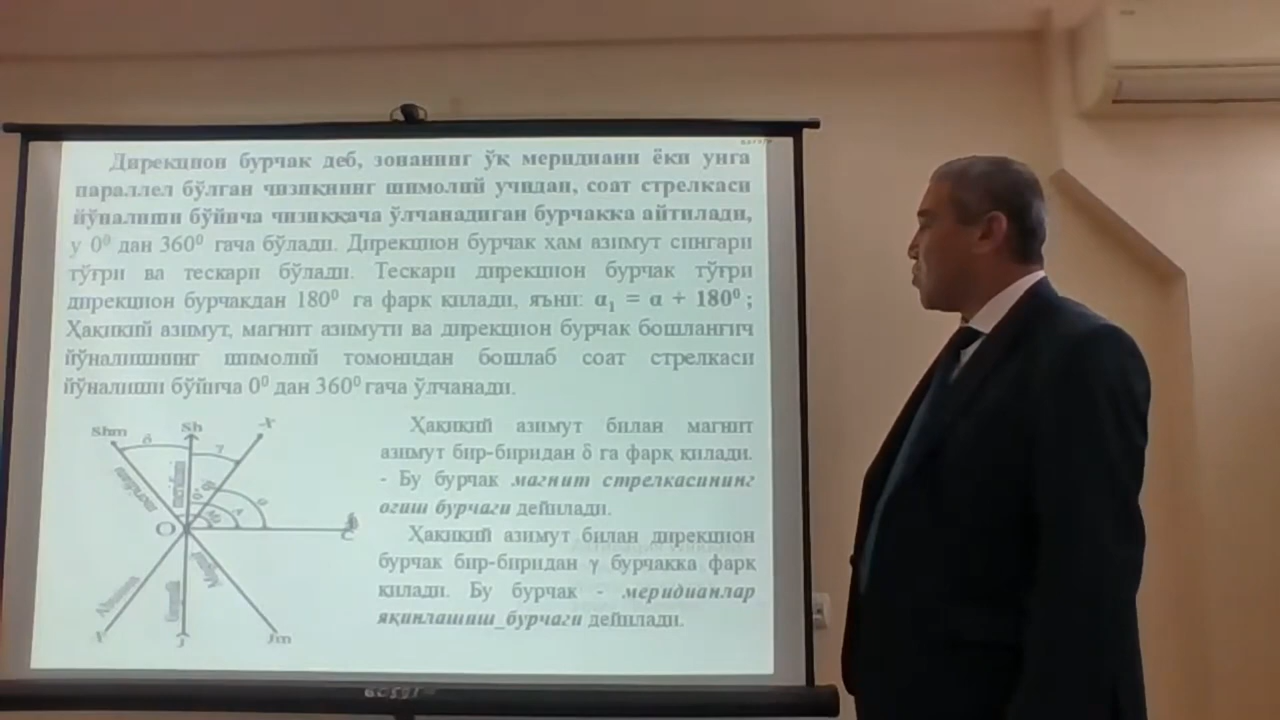 Дирекцион бурчак деб, зонанинг ўқ меридиани ёки унга
параллел бўлган чизиқнинг шимолий учидан, соат стрелкаси
йўналиши бўйича чизиққача ўлчанадиган бурчакка айтилади,
у 0⁰ дан 360⁰ гача бўлади. Дирекцион бурчак ҳам азимут сингари
тўғри ва тескари бўлади. Тескари дирекцион бурчак тўғри
дирекцион бурчакдан 180⁰ га фарқ қилади, яъни: α₁ = α + 180⁰ ;
Ҳақиқий азимут, магнит азимути ва дирекцион бурчак бошланғич
йўналишнинг шимолий томонидан бошлаб соат стрелкаси
йўналиши бўйича 0⁰ дан 360⁰ гача ўлчанади.
Shm δ Sh X
γ
meridian
O
J Jm
Ҳақиқий азимут билан магнит
азимут бир-биридан δ га фарқ қилади.
- Бу бурчак магнит стрелкасининг
оғиш бурчаги дейилади.
Ҳақиқий азимут билан дирекцион
бурчак бир-биридан γ бурчакка фарқ
қилади. Бу бурчак - меридианлар
яқинлашиш_бурчаги дейилади.